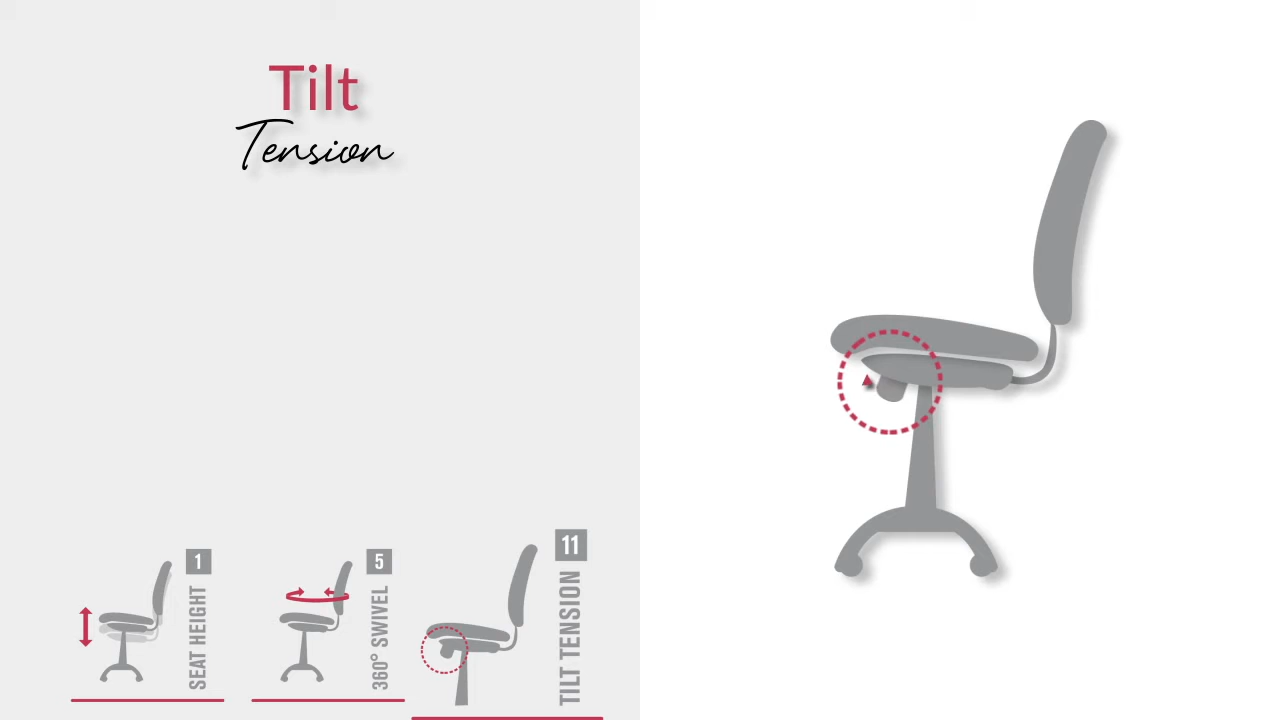 Tilt
Tension
1
SEAT HEIGHT
5
360° SWIVEL
11
TILT TENSION